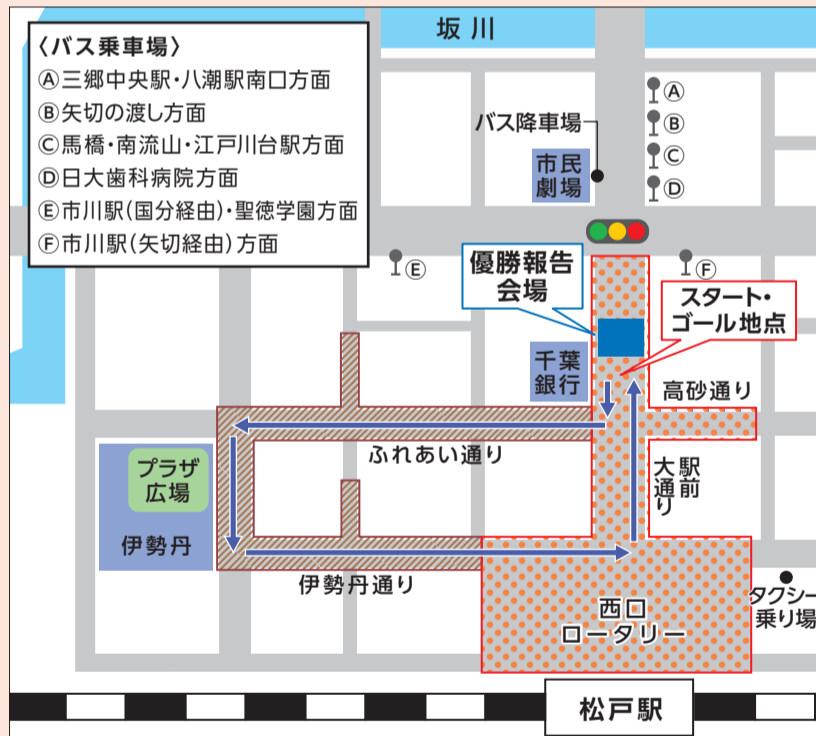 坂川
〈バス乗車場〉
Ⓐ三郷中央駅・八潮駅南口方面
Ⓑ矢切の渡し方面
Ⓒ馬橋・南流山・江戸川台駅方面
Ⓓ日大歯科病院方面
Ⓔ市川駅(国分経由)・聖徳学園方面
Ⓕ市川駅(矢切経由)方面
バス降車場
Ⓐ
Ⓑ
Ⓒ
Ⓓ
市民
劇場
Ⓔ
Ⓕ
優勝報告
会場
スタート・
ゴール地点
千葉
銀行
高砂通り
ふれあい通り
駅前
大通り
プラザ
広場
伊勢丹
伊勢丹通り
西口
ロータリー
タクシー
乗り場
松戸駅